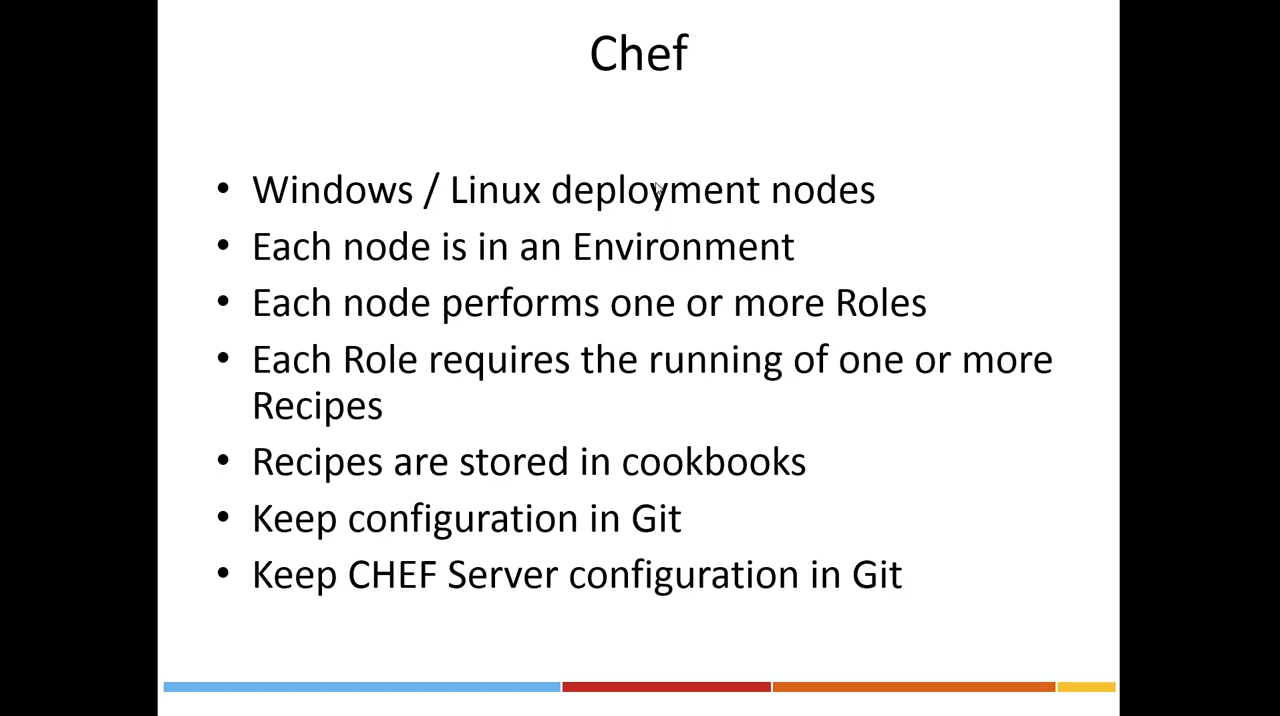 Chef
• Windows / Linux deployment nodes
• Each node is in an Environment
• Each node performs one or more Roles
• Each Role requires the running of one or more
Recipes
• Recipes are stored in cookbooks
• Keep configuration in Git
• Keep CHEF Server configuration in Git